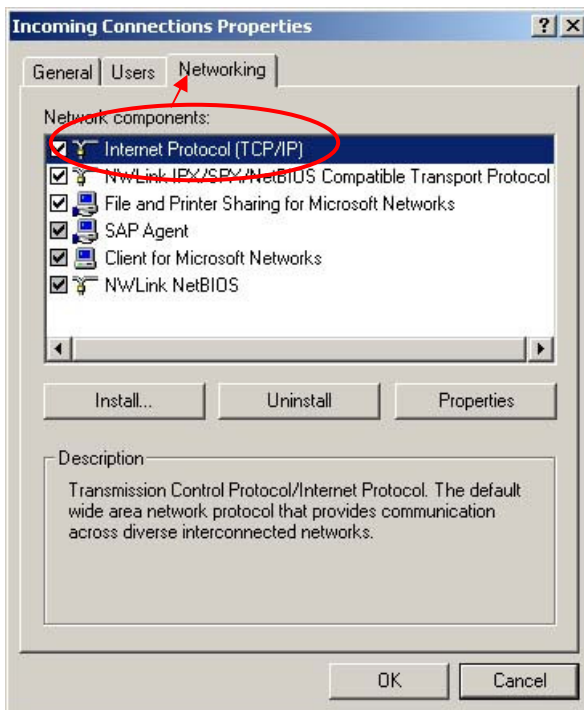 Incoming Connections Properties
General Users Networking
Network components:
Internet Protocol (TCP/IP)
NWLink IPX/SPX/NetBIOS Compatible Transport Protocol
File and Printer Sharing for Microsoft Networks
SAP Agent
Client for Microsoft Networks
NWLink NetBIOS
Install... Uninstall Properties
Description
Transmission Control Protocol/Internet Protocol. The default
wide area network protocol that provides communication
across diverse interconnected networks.
OK Cancel